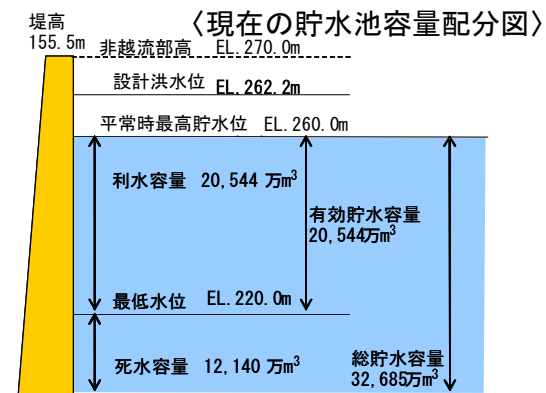 〈現在の貯水池容量配分図〉
堤高
155.5m
非越流部高 EL.270.0m
設計洪水位 EL.262.2m
平常時最高貯水位 EL.260.0m
利水容量 20,544 万m³
有効貯水容量
20,544万m³
最低水位 EL.220.0m
死水容量 12,140 万m³
総貯水容量
32,685万m³